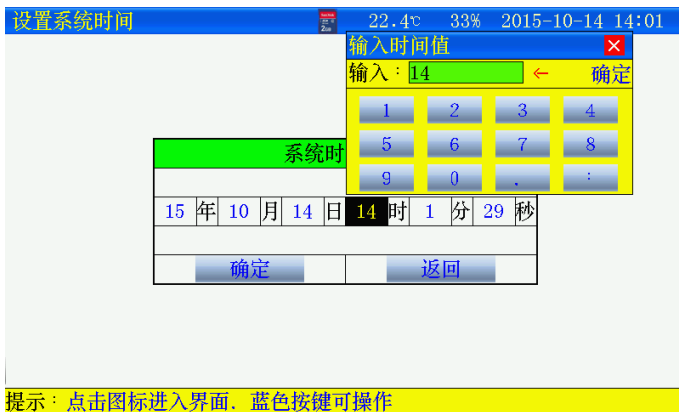 设置系统时间 22.4℃ 33% 2015-10-14 14:01
输入时间值
输入：14 ← 确定
1 2 3 4
5 6 7 8
9 0 . :
系统时
15 年 10 月 14 日 14 时 1 分 29 秒
确定 返回
提示：点击图标进入界面．蓝色按键可操作